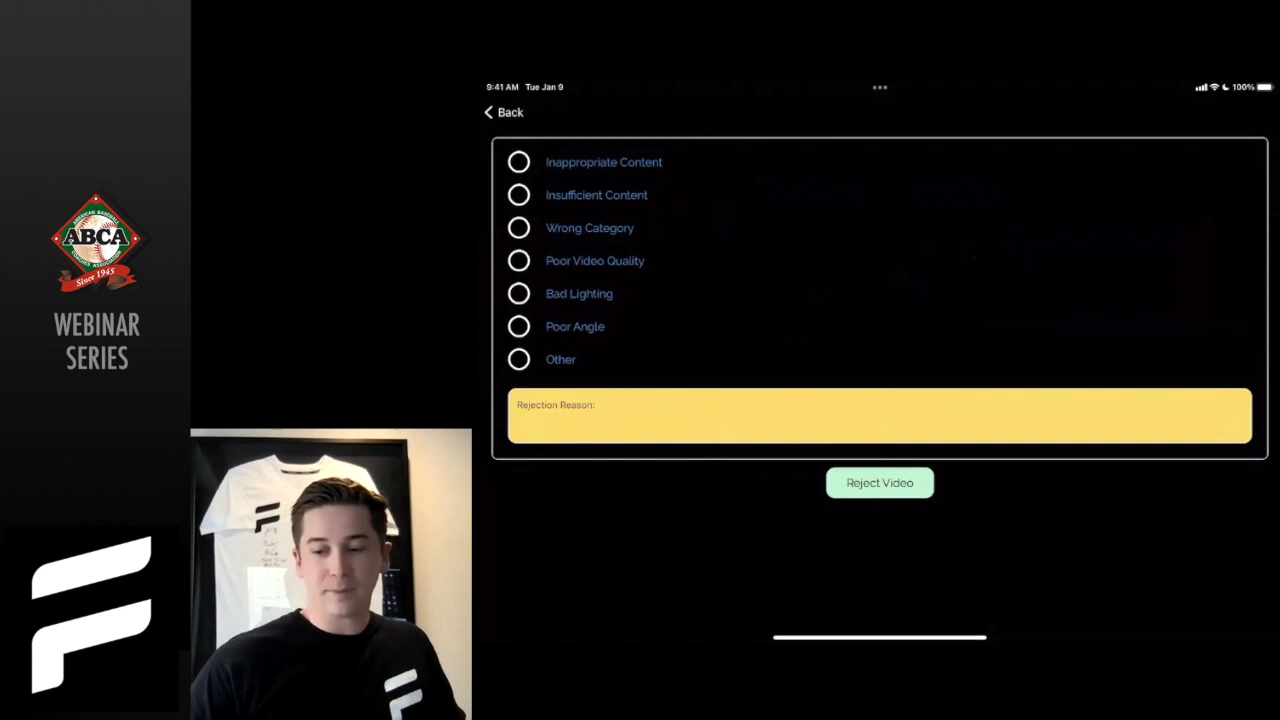 AMERICAN BASEBALL
ABCA
COACHES ASSOCIATION
Since 1945
WEBINAR
SERIES
9:41 AM Tue Jan 9
100%
Back
Inappropriate Content
Insufficient Content
Wrong Category
Poor Video Quality
Bad Lighting
Poor Angle
Other
Rejection Reason:
Reject Video